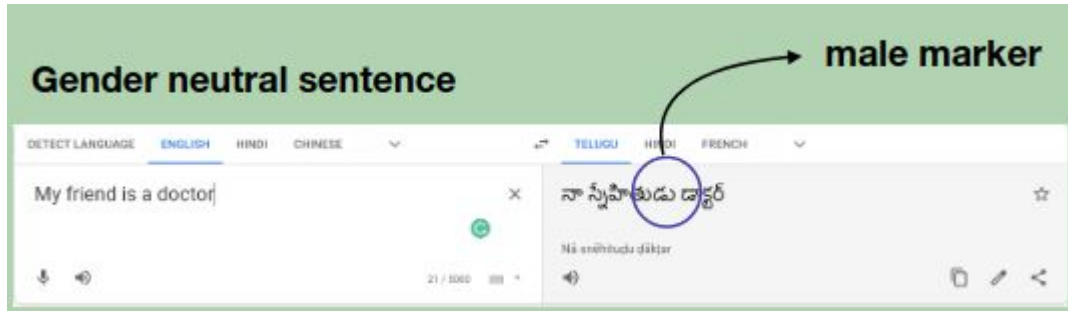 male marker
Gender neutral sentence
DETECT LANGUAGE ENGLISH HINDI CHINESE
TELUGU HINDI FRENCH
My friend is a doctor
నా స్నేహితుడు డాక్టర్
Nā snēhituḍu ḍākṭar
21 / 5000